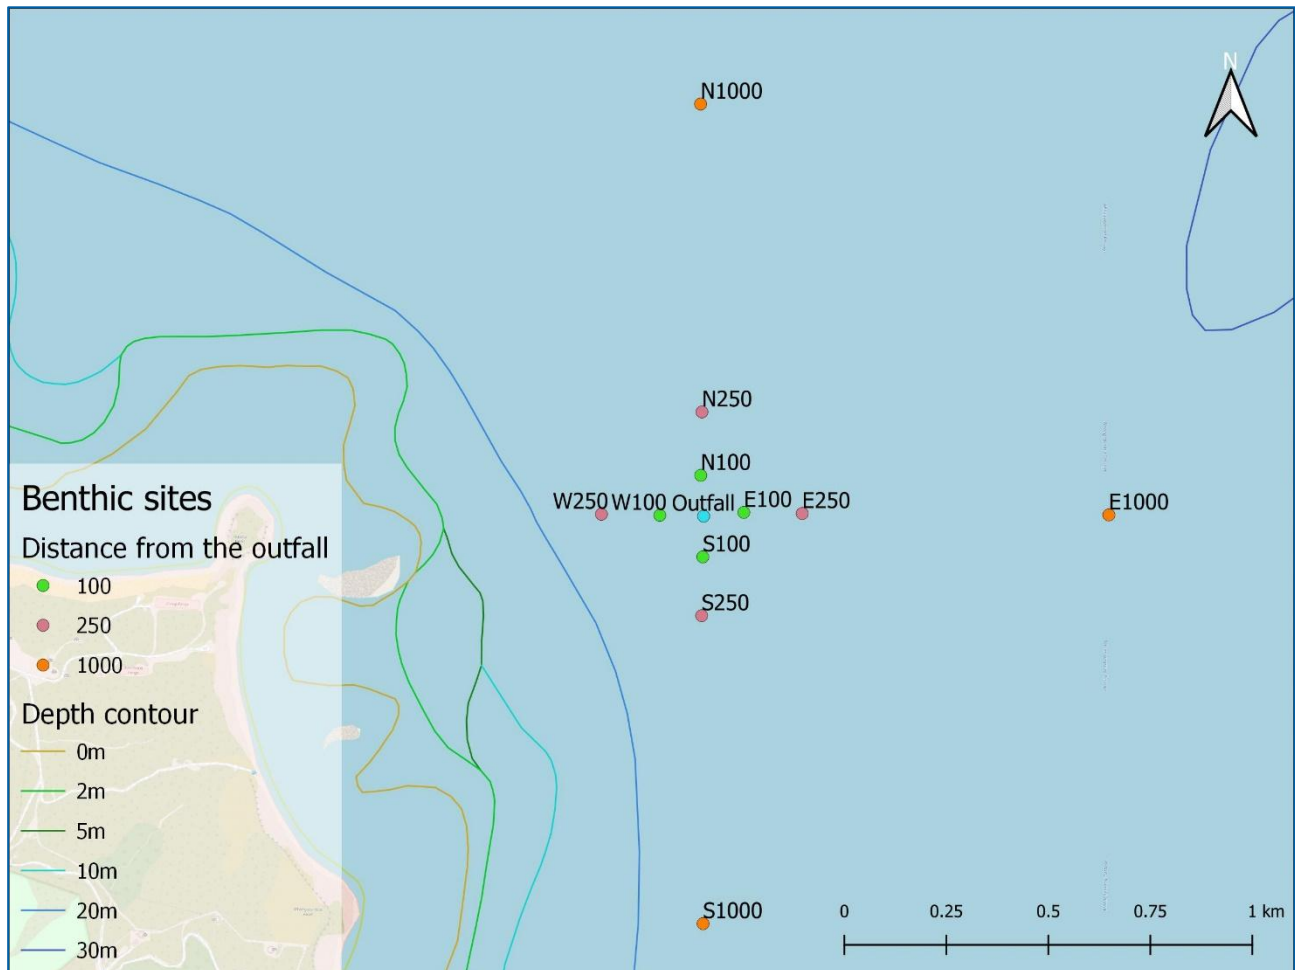 N
N1000
N250
N100
W250 W100 Outfall E100 E250 E1000
S100
S250
S1000
Benthic sites
Distance from the outfall
100
250
1000
Depth contour
0m
2m
5m
10m
20m
30m
0 0.25 0.5 0.75 1 km